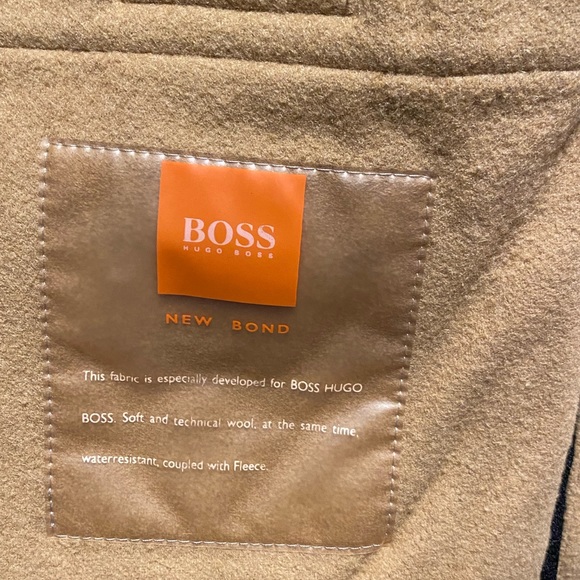 BOSS
HUGO BOSS
NEW BOND
This fabric is especially developed for BOSS HUGO
BOSS. Soft and technical wool, at the same time,
waterresistant, coupled with Fleece.